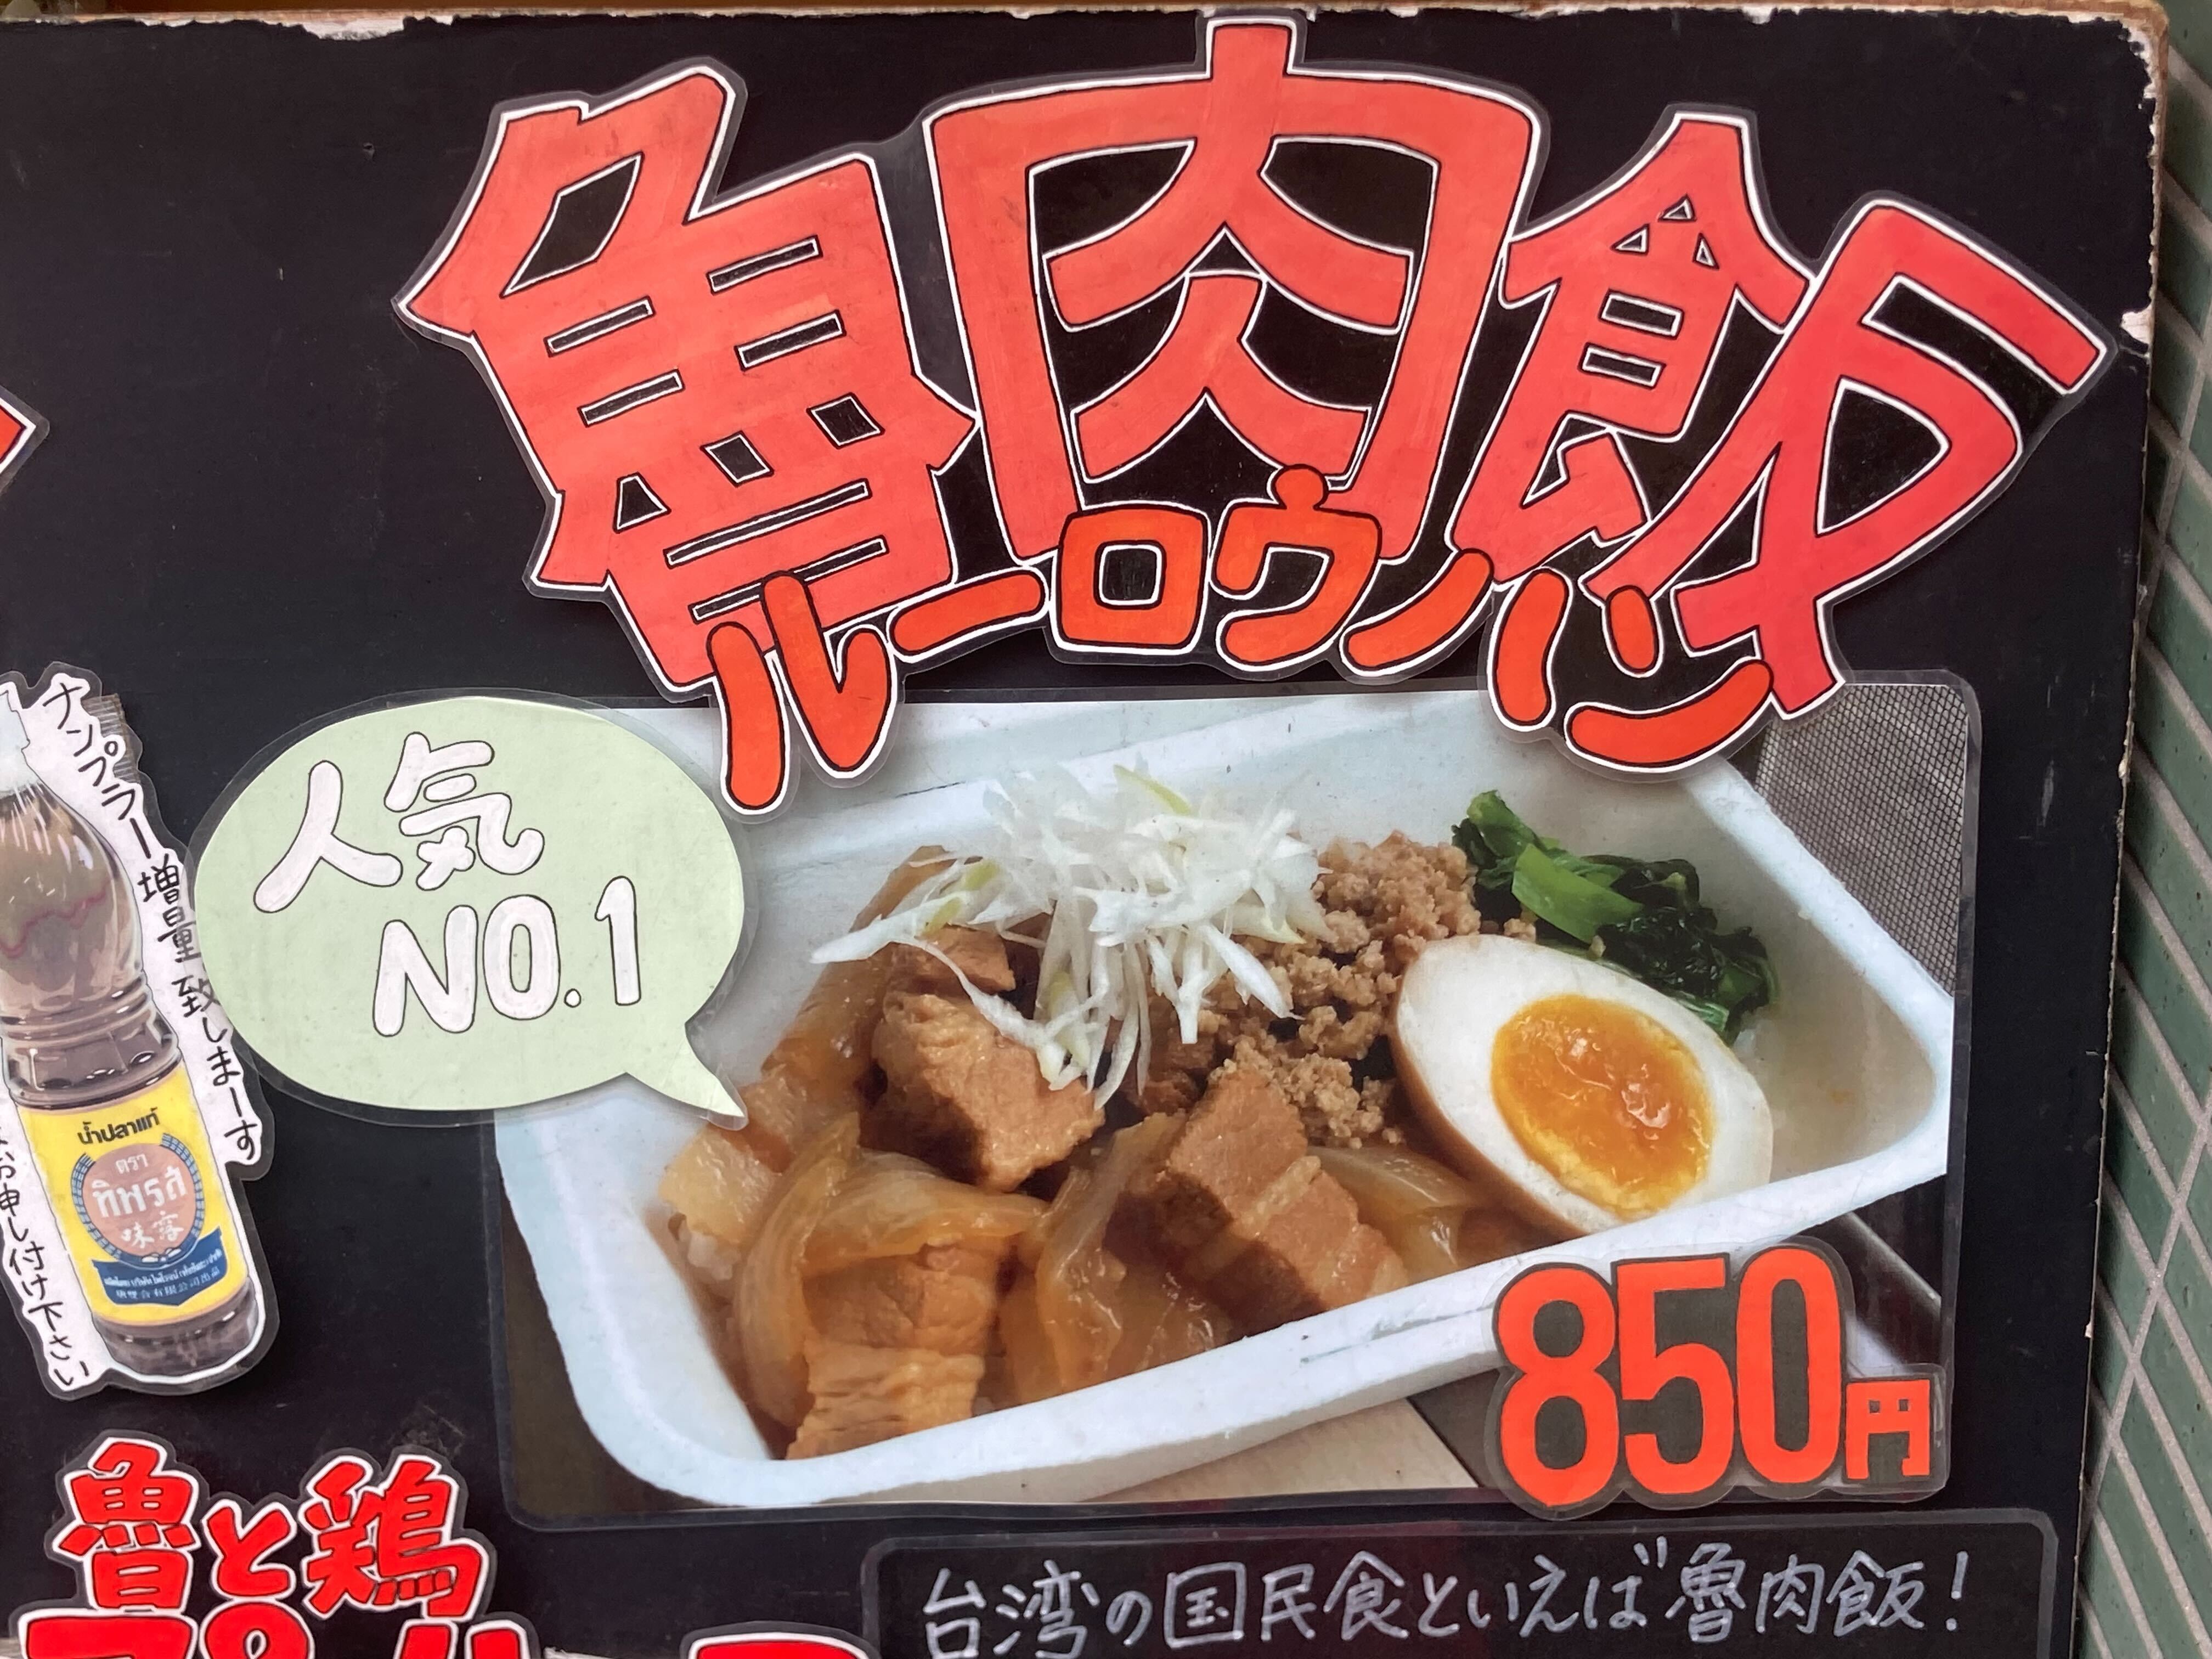 魯肉飯
ルーロウハン
人気
NO.1
ナンプラー増量致しまーす
お申し付け下さい
น้ำปลาแท้
ตรา
ทิพรส
味露
850円
魯と鶏
台湾の国民食といえば魯肉飯!